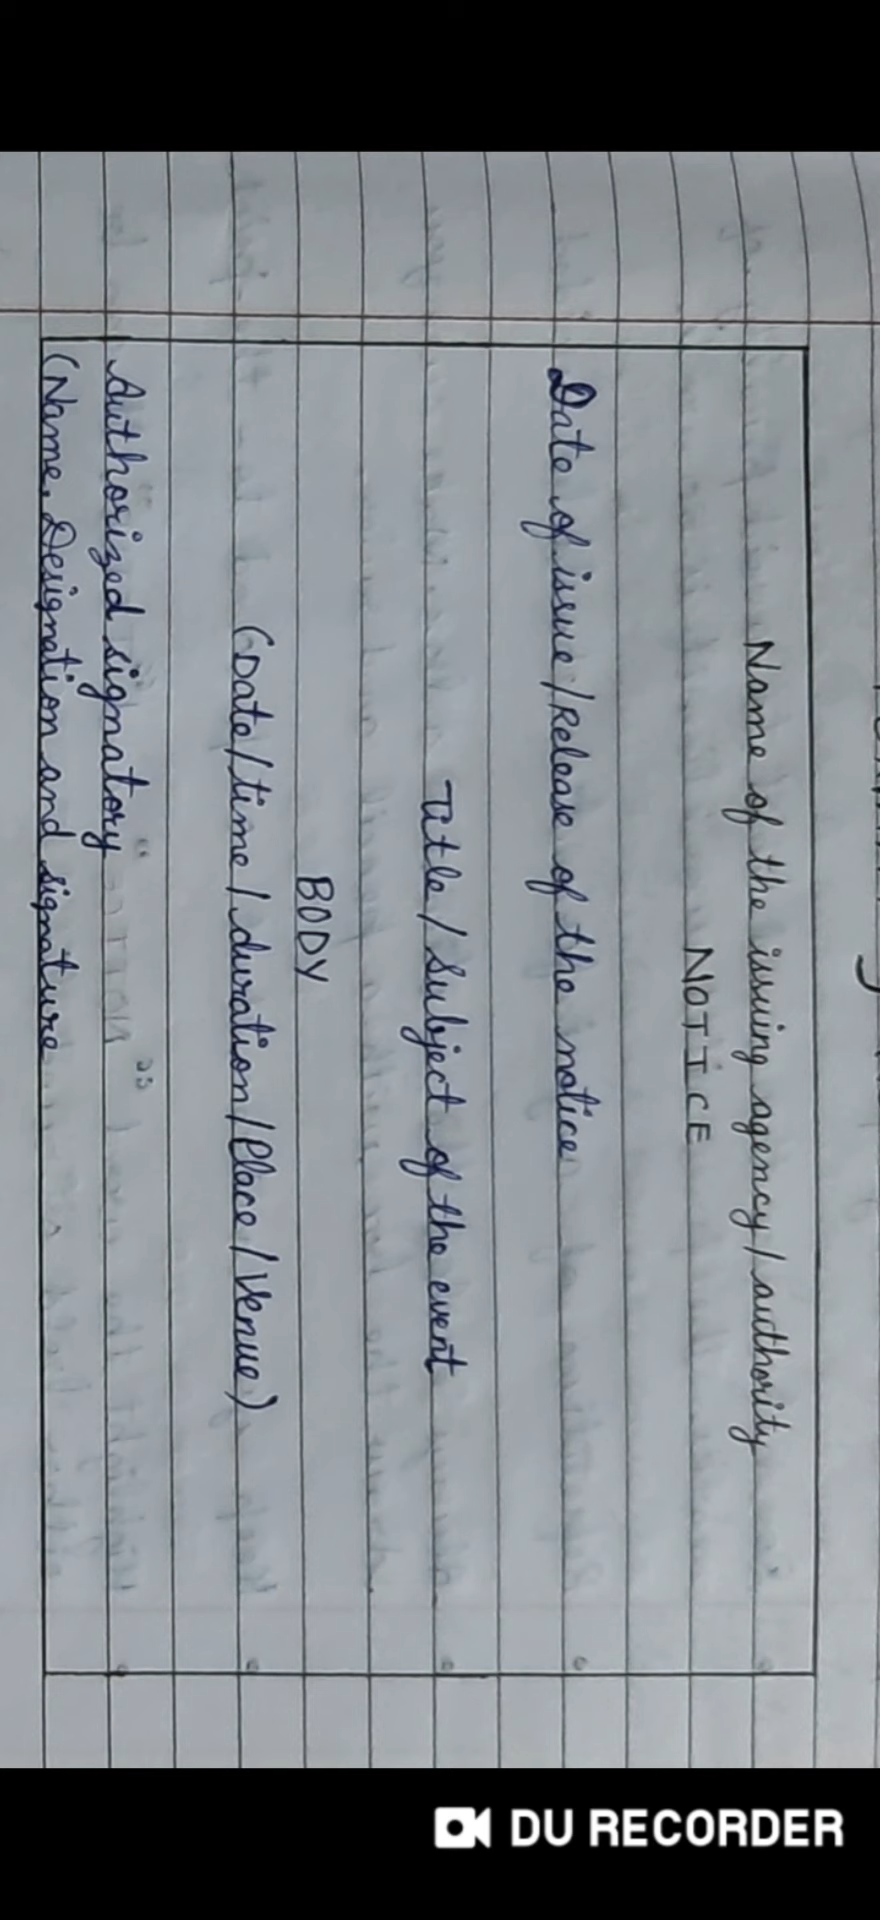 Name of the issuing agency/authority
NOTICE
Date of issue/Release of the notice
Title/Subject of the event
BODY
(Date/time/duration/Place/Venue)
Authorized signatory
(Name, Designation and signature
DU RECORDER